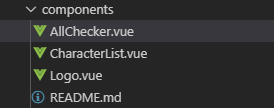 components
AllChecker.vue
CharacterList.vue
Logo.vue
README.md